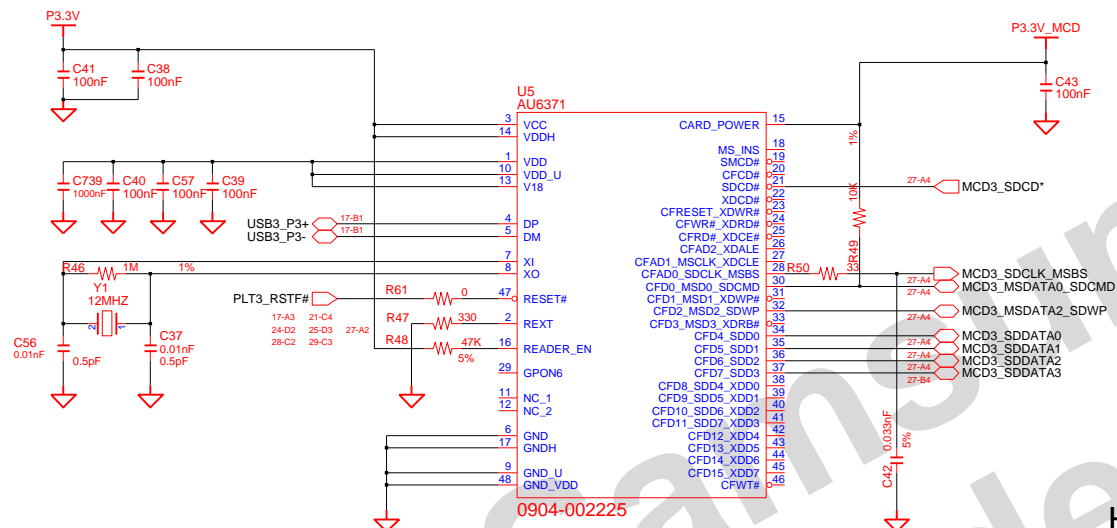 P3.3V
P3.3V_MCD
C41
100nF
C38
100nF
C43
100nF
U5
AU6371
3 VCC
14 VDDH
1 VDD
10 VDD_U
13 V18
4 DP
5 DM
7 XI
8 XO
47 RESET#
2 REXT
16 READER_EN
29 GPON6
11 NC_1
12 NC_2
6 GND
17 GNDH
9 GND_U
48 GND_VDD
CARD_POWER 15
MS_INS 18
SMCD# 19
CFCD# 20
SDCD# 21
XDCD# 22
CFRESET_XDWR# 23
CFWR#_XDRD# 24
CFRD#_XDCE# 25
CFAD2_XDALE 26
CFAD1_MSCLK_XDCLE 27
CFAD0_SDCLK_MSBS 28
CFD0_MSD0_SDCMD 30
CFD1_MSD1_XDWP# 31
CFD2_MSD2_SDWP 32
CFD3_MSD3_XDRB# 33
CFD4_SDD0 34
CFD5_SDD1 35
CFD6_SDD2 36
CFD7_SDD3 37
CFD8_SDD4_XDD0 38
CFD9_SDD5_XDD1 39
CFD10_SDD6_XDD2 40
CFD11_SDD7_XDD3 41
CFD12_XDD4 42
CFD13_XDD5 43
CFD14_XDD6 44
CFD15_XDD7 45
CFWT# 46
0904-002225
C739
1000nF
C40
100nF
C57
100nF
C39
100nF
USB3_P3+ 17-B1
USB3_P3- 17-B1
R46 1M 1%
Y1
12MHZ
2 1
C56
0.01nF
0.5pF
C37
0.01nF
0.5pF
PLT3_RSTF#
17-A3 21-C4
24-D2 25-D3 27-A2
28-C2 29-C3
R61 0
R47 330
R48 47K
5%
1%
10K
R49
R50 33
27-A4 MCD3_SDCD*
MCD3_SDCLK_MSBS
27-A4
MCD3_MSDATA0_SDCMD
27-A4
MCD3_MSDATA2_SDWP
27-A4
MCD3_SDDATA0
27-A4
MCD3_SDDATA1
27-A4
MCD3_SDDATA2
27-A4
MCD3_SDDATA3
27-B4
C42
0.033nF
5%